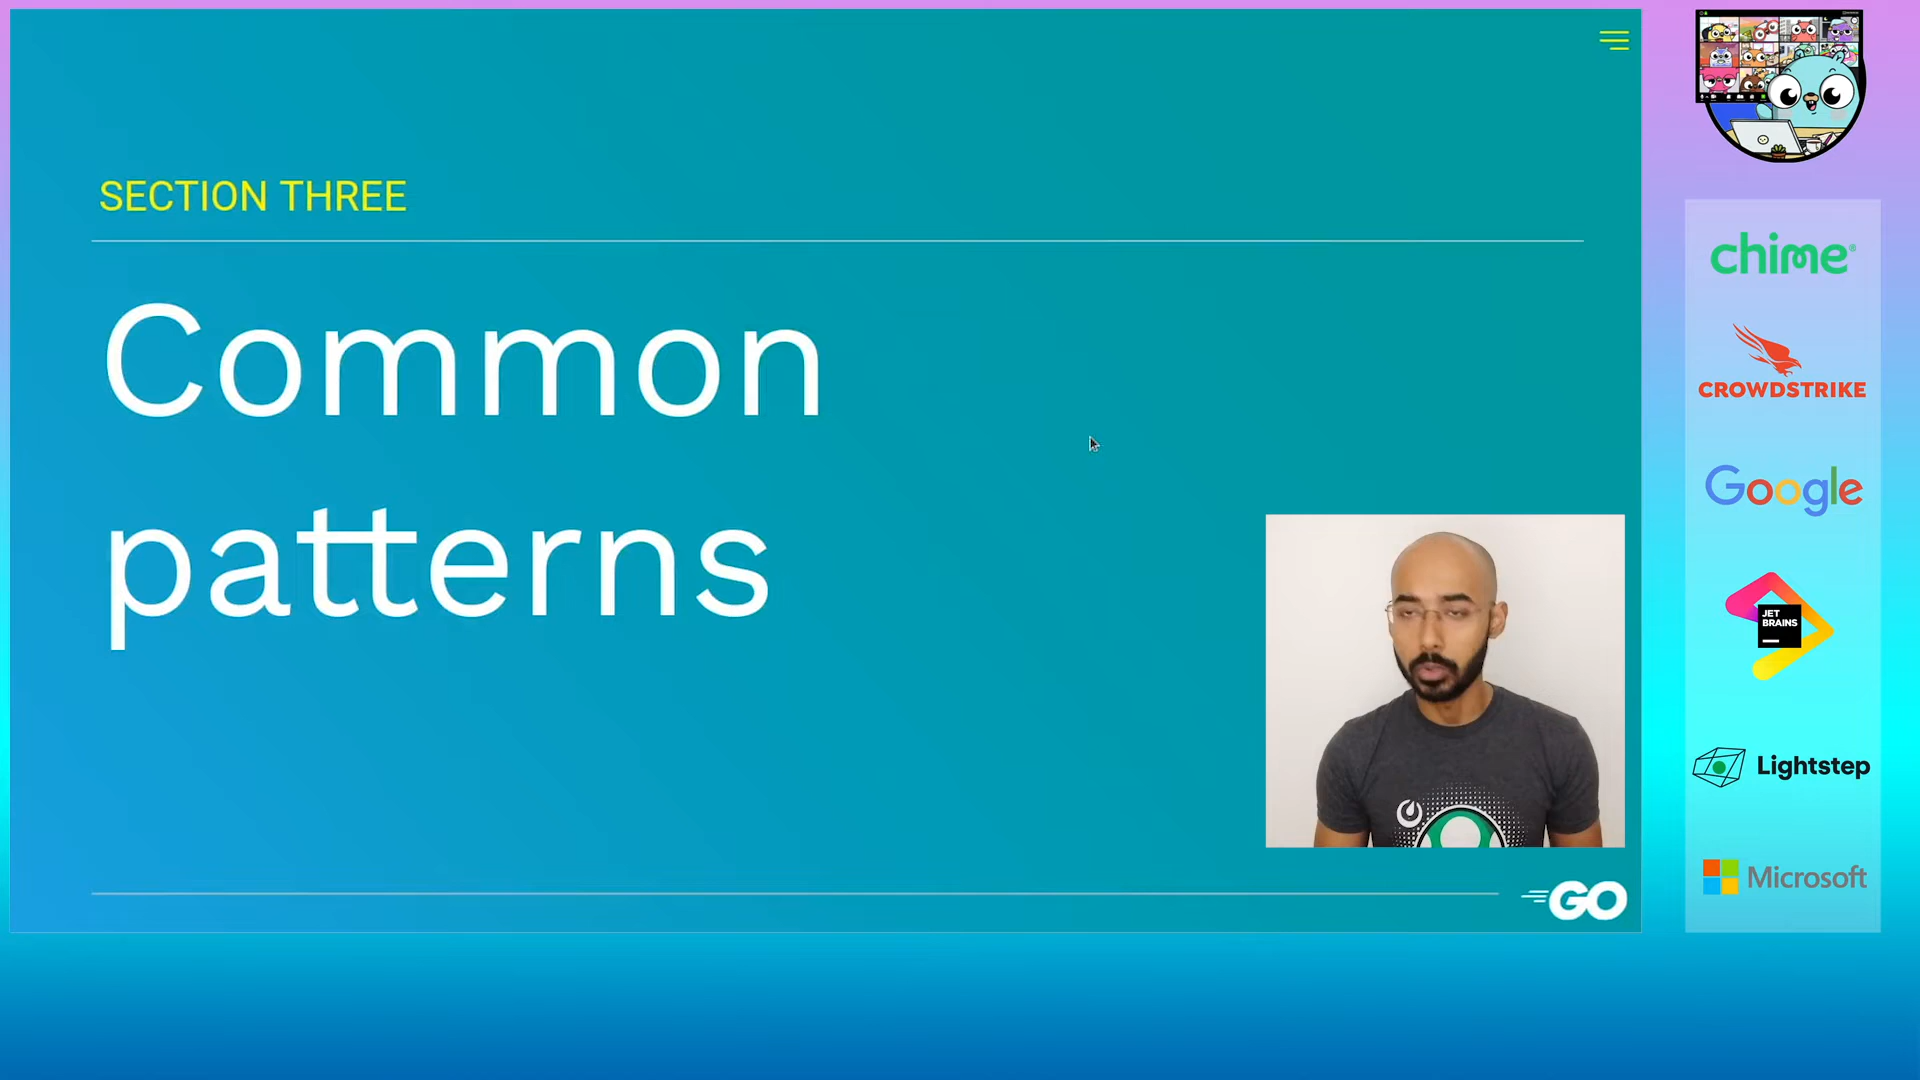 SECTION THREE
Common
patterns
GO
chime
CROWDSTRIKE
Google
JET
BRAINS
Lightstep
Microsoft